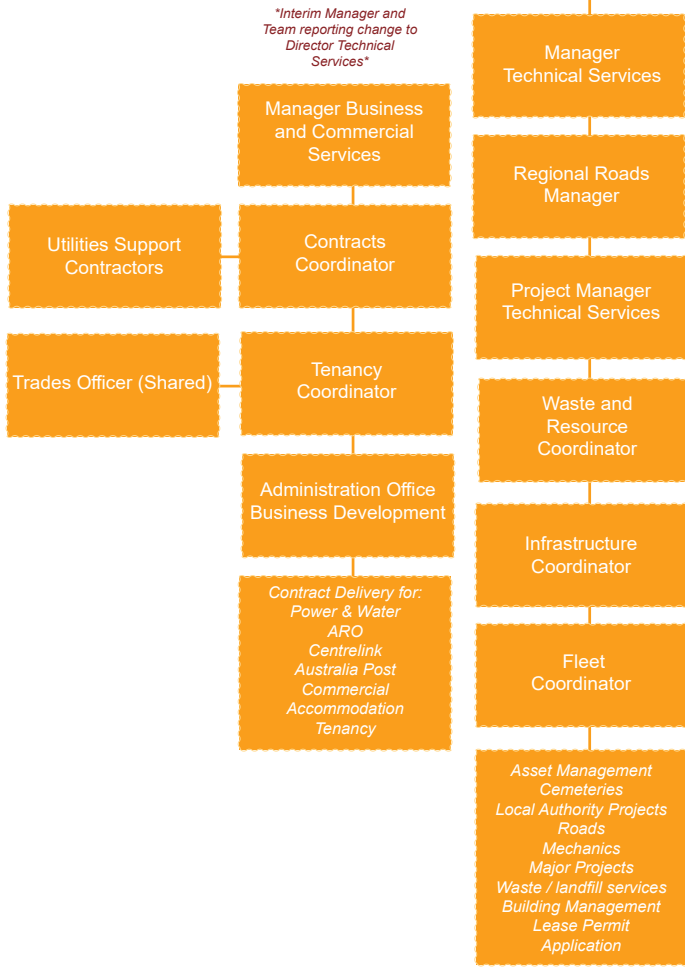 *Interim Manager and
Team reporting change to
Director Technical
Services*
Manager Business
and Commercial
Services
Utilities Support
Contractors
Contracts
Coordinator
Trades Officer (Shared)
Tenancy
Coordinator
Administration Office
Business Development
Contract Delivery for:
Power & Water
ARO
Centrelink
Australia Post
Commercial
Accommodation
Tenancy
Manager
Technical Services
Regional Roads
Manager
Project Manager
Technical Services
Waste and
Resource
Coordinator
Infrastructure
Coordinator
Fleet
Coordinator
Asset Management
Cemeteries
Local Authority Projects
Roads
Mechanics
Major Projects
Waste / landfill services
Building Management
Lease Permit
Application